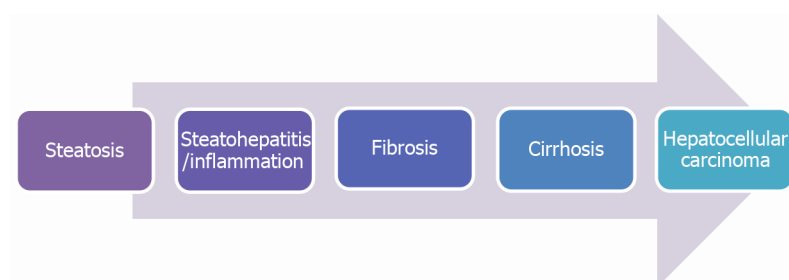 Steatosis
Steatohepatitis
/inflammation
Fibrosis
Cirrhosis
Hepatocellular
carcinoma